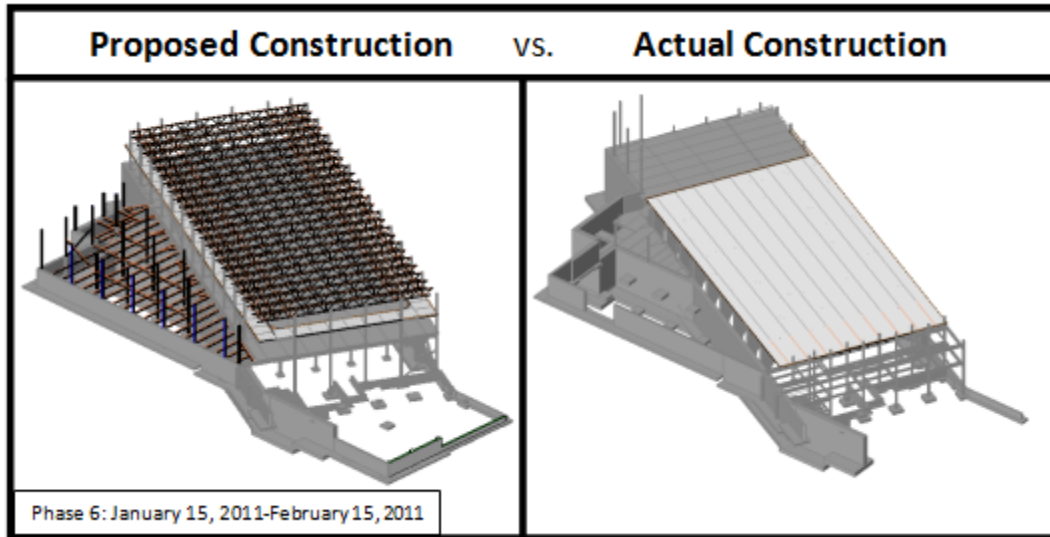 Proposed Construction vs. Actual Construction
Phase 6: January 15, 2011-February 15, 2011